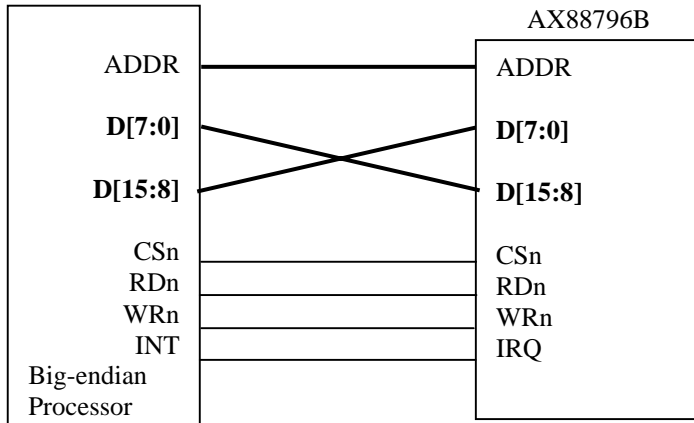 AX88796B
ADDR
ADDR
D[7:0]
D[7:0]
D[15:8]
D[15:8]
CSn
CSn
RDn
RDn
WRn
WRn
INT
IRQ
Big-endian
Processor